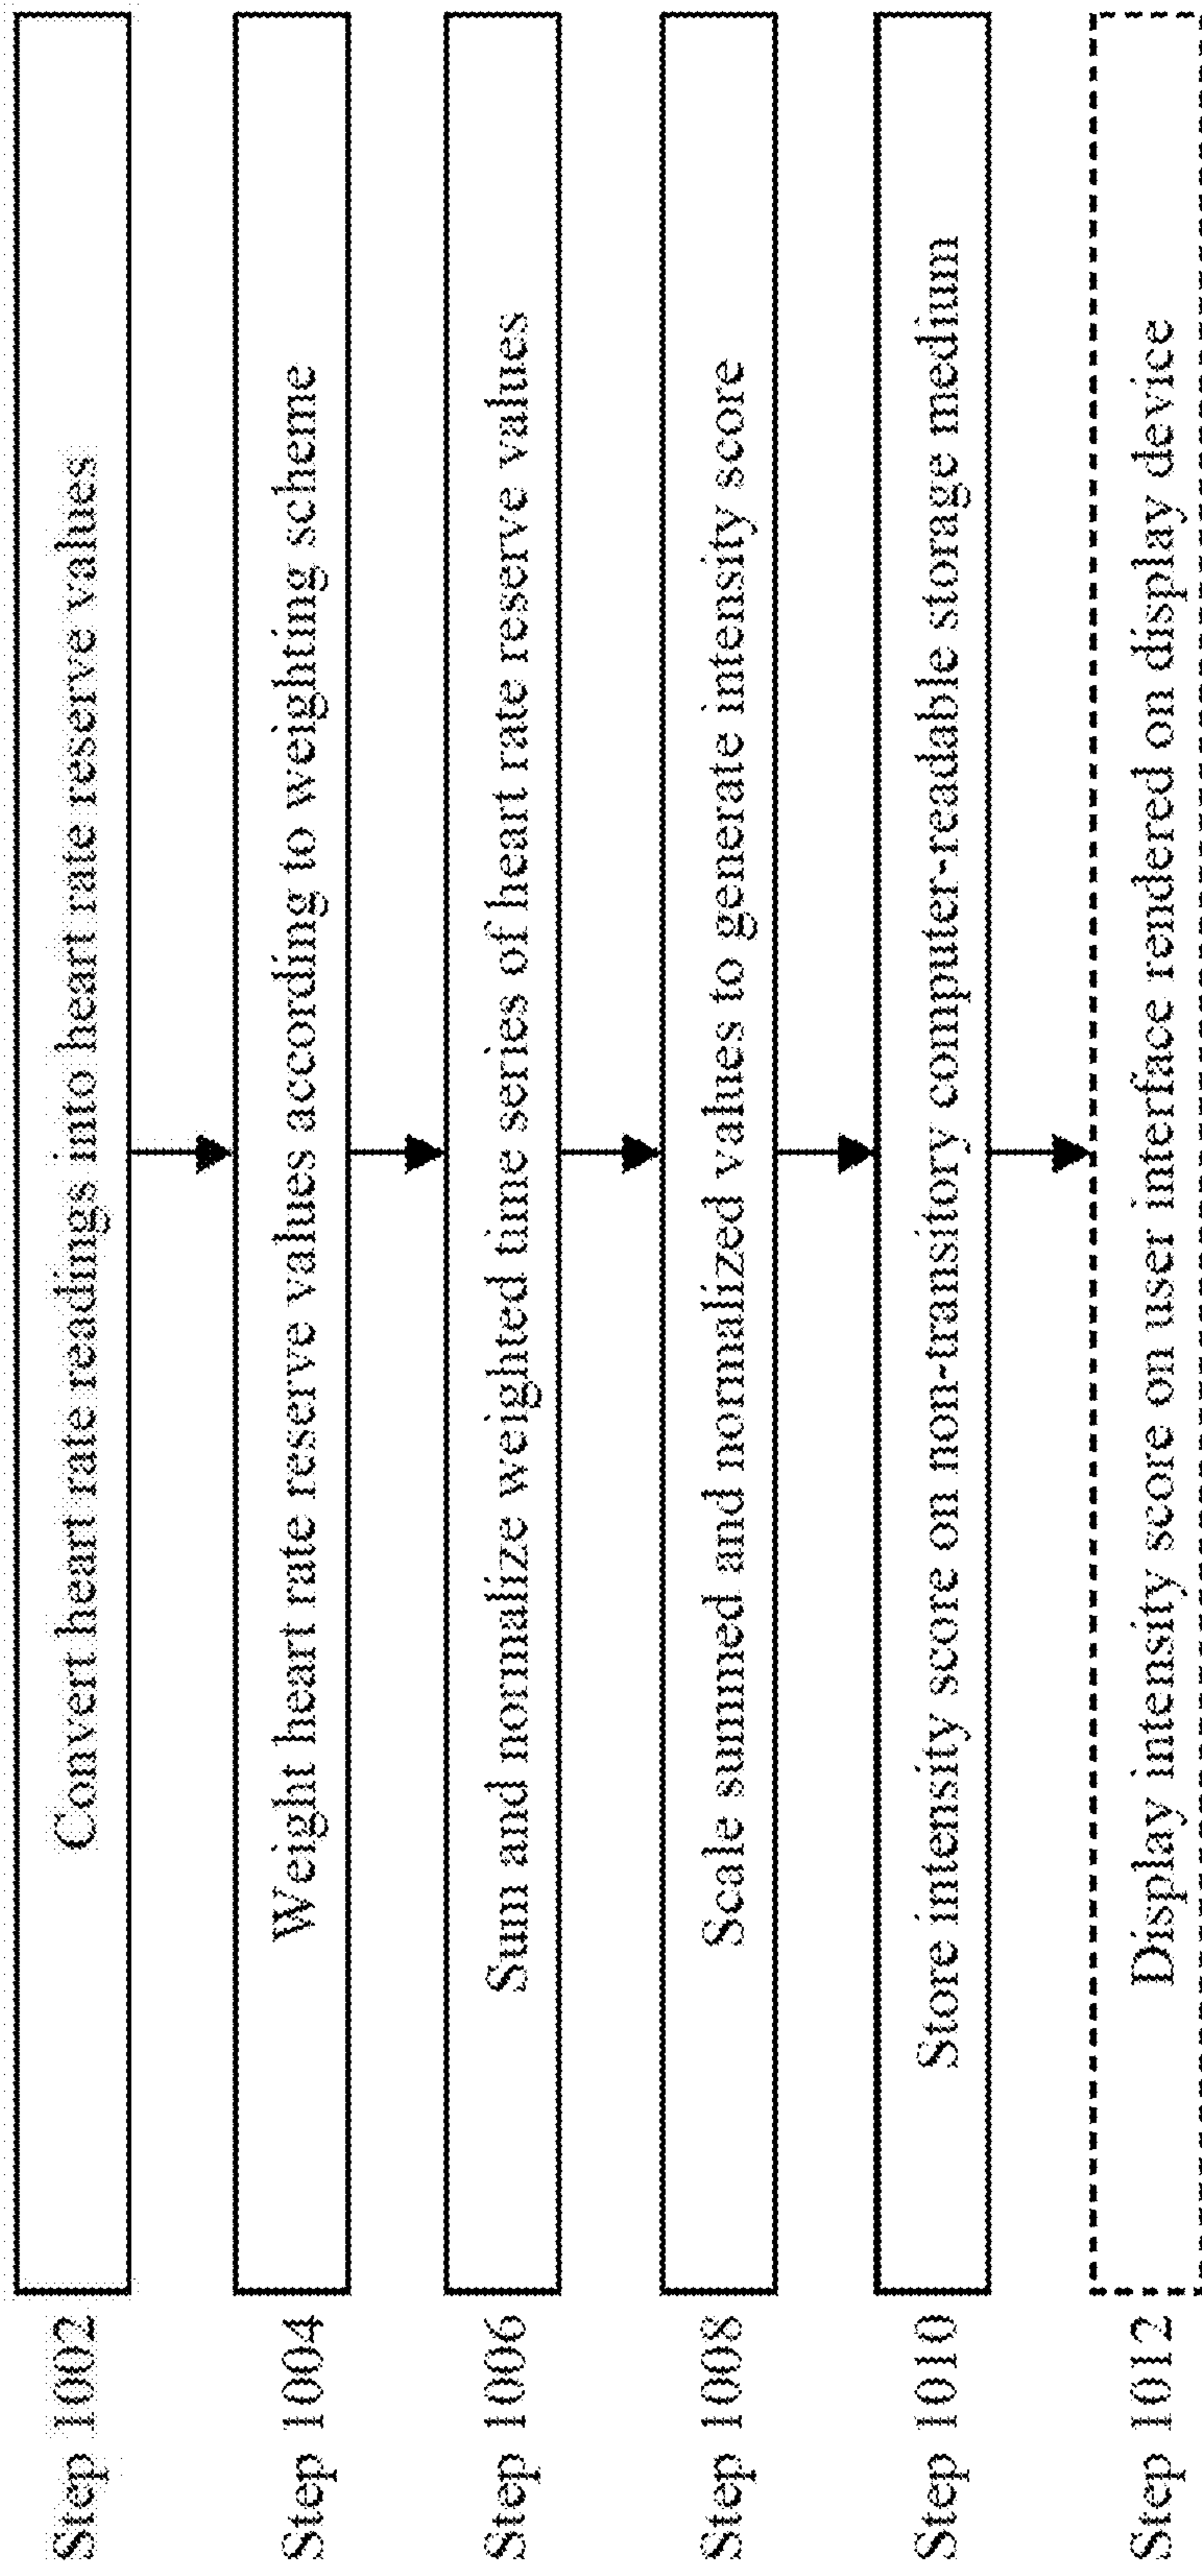 Step 1002 Convert heart rate readings into heart rate reserve values
Step 1004 Weight heart rate reserve values according to weighting scheme
Step 1006 Sum and normalize weighted time series of heart rate reserve values
Step 1008 Scale summed and normalized values to generate intensity score
Step 1010 Store intensity score on non-transitory computer-readable storage medium
Step 1012 Display intensity score on user interface rendered on display device